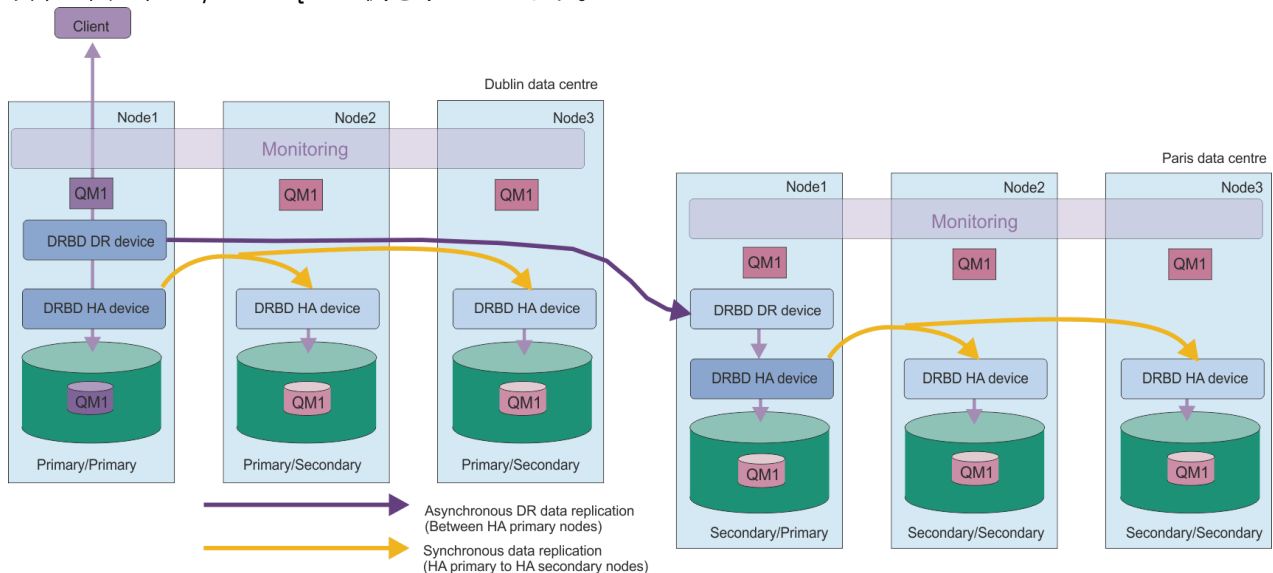 Client
Dublin data centre
Node1
Node2
Node3
Monitoring
QM1
QM1
QM1
DRBD DR device
DRBD HA device
DRBD HA device
DRBD HA device
QM1
QM1
QM1
Primary/Primary
Primary/Secondary
Primary/Secondary
Paris data centre
Node1
Node2
Node3
Monitoring
QM1
QM1
QM1
DRBD DR device
DRBD HA device
DRBD HA device
DRBD HA device
QM1
QM1
QM1
Secondary/Primary
Secondary/Secondary
Secondary/Secondary
Asynchronous DR data replication
(Between HA primary nodes)
Synchronous data replication
(HA primary to HA secondary nodes)